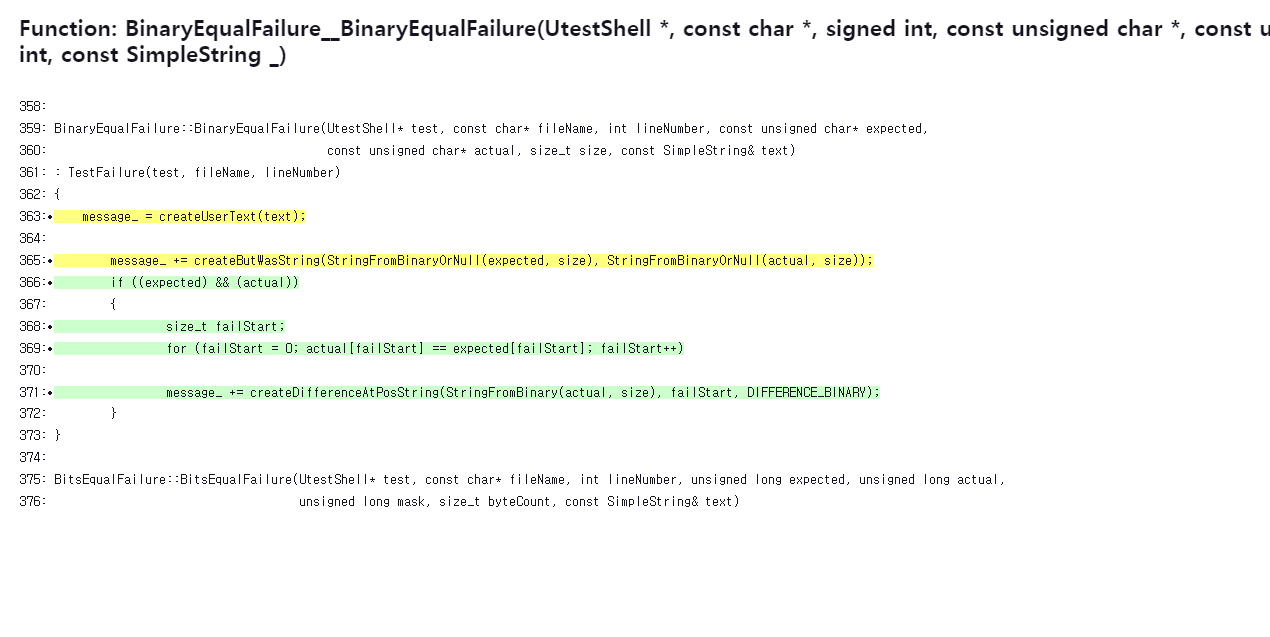 Function: BinaryEqualFailure__BinaryEqualFailure(UtestShell *, const char *, signed int, const unsigned char *, const u
int, const SimpleString _)
358:
359: BinaryEqualFailure::BinaryEqualFailure(UtestShell* test, const char* fileName, int lineNumber, const unsigned char* expected,
360: const unsigned char* actual, size_t size, const SimpleString& text)
361: : TestFailure(test, fileName, lineNumber)
362: {
363:◆ message_ = createUserText(text);
364:
365:◆ message_ += createButWasString(StringFromBinaryOrNull(expected, size), StringFromBinaryOrNull(actual, size));
366:◆ if ((expected) && (actual))
367: {
368:◆ size_t failStart;
369:◆ for (failStart = 0; actual[failStart] == expected[failStart]; failStart++)
370:
371:◆ message_ += createDifferenceAtPosString(StringFromBinary(actual, size), failStart, DIFFERENCE_BINARY);
372: }
373: }
374:
375: BitsEqualFailure::BitsEqualFailure(UtestShell* test, const char* fileName, int lineNumber, unsigned long expected, unsigned long actual,
376: unsigned long mask, size_t byteCount, const SimpleString& text)